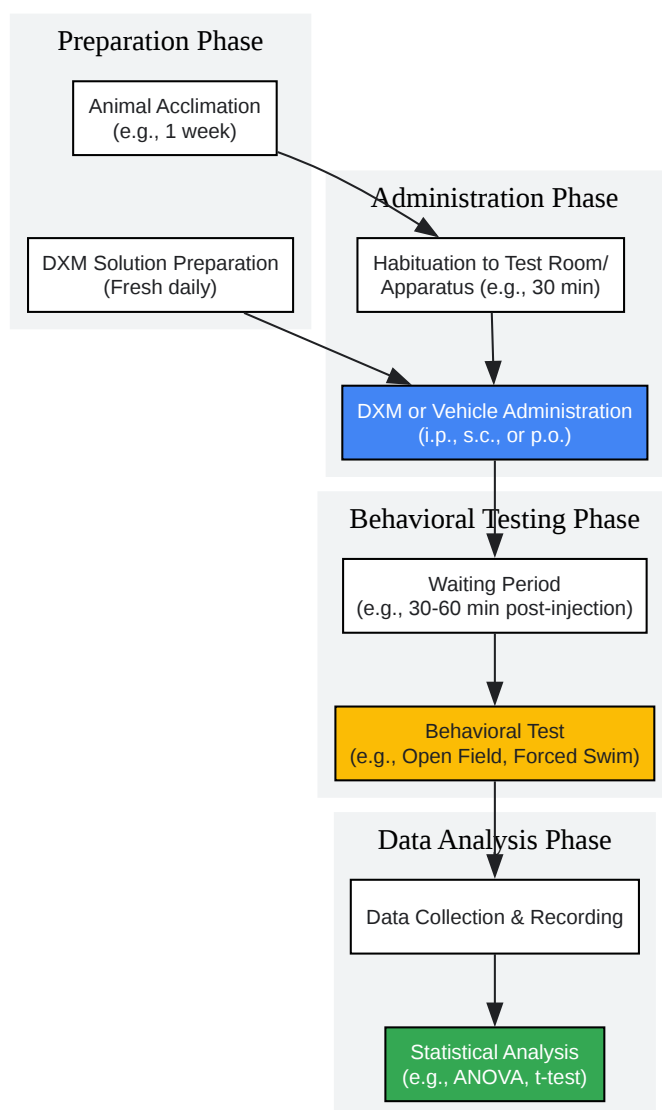 Preparation Phase
Animal Acclimation
(e.g., 1 week)
DXM Solution Preparation
(Fresh daily)
Administration Phase
Habituation to Test Room/
Apparatus (e.g., 30 min)
DXM or Vehicle Administration
(i.p., s.c., or p.o.)
Behavioral Testing Phase
Waiting Period
(e.g., 30-60 min post-injection)
Behavioral Test
(e.g., Open Field, Forced Swim)
Data Analysis Phase
Data Collection & Recording
Statistical Analysis
(e.g., ANOVA, t-test)